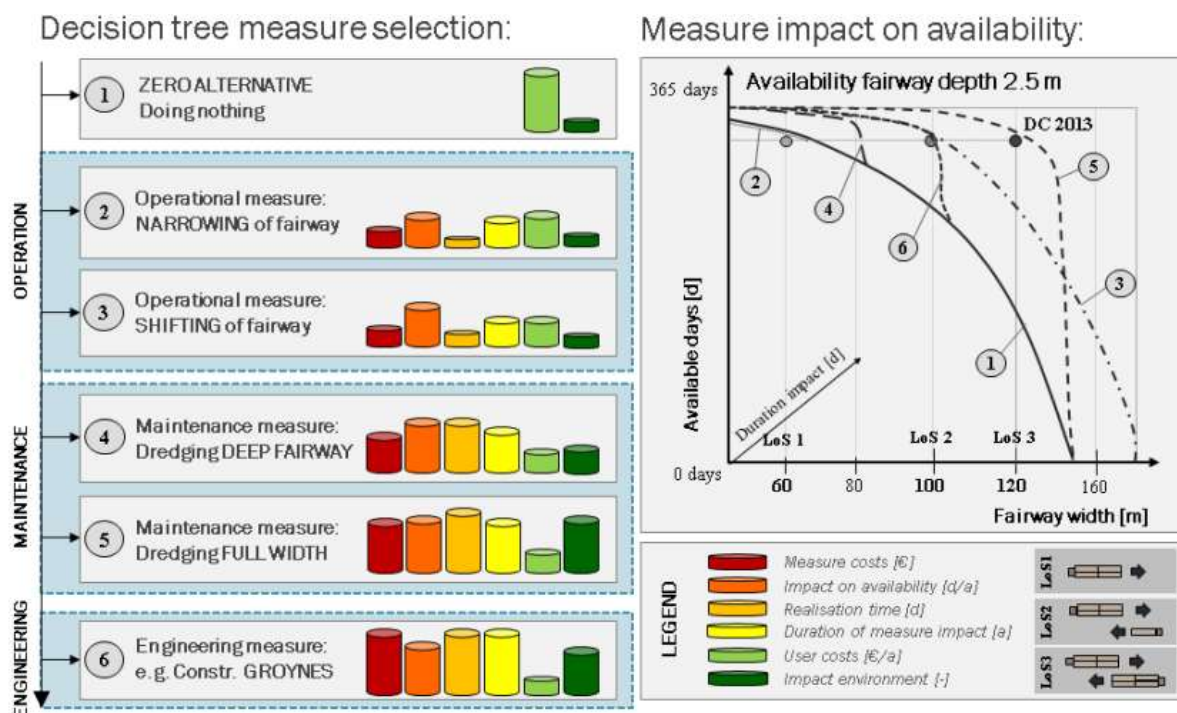 Decision tree measure selection:
1
ZERO ALTERNATIVE
Doing nothing
OPERATION
2
Operational measure:
NARROWING of fairway
3
Operational measure:
SHIFTING of fairway
MAINTENANCE
4
Maintenance measure:
Dredging DEEP FAIRWAY
5
Maintenance measure:
Dredging FULL WIDTH
ENGINEERING
6
Engineering measure:
e.g. Constr. GROYNES
Measure impact on availability:
365 days
Availability fairway depth 2.5 m
DC 2013
2
4
5
6
3
1
Available days [d]
Duration impact [d]
LoS 1
LoS 2
LoS 3
0 days
60
80
100
120
160
Fairway width [m]
LEGEND
Measure costs [€]
Impact on availability [d/a]
Realisation time [d]
Duration of measure impact [a]
User costs [€/a]
Impact environment [-]
LoS1
LoS2
LoS3